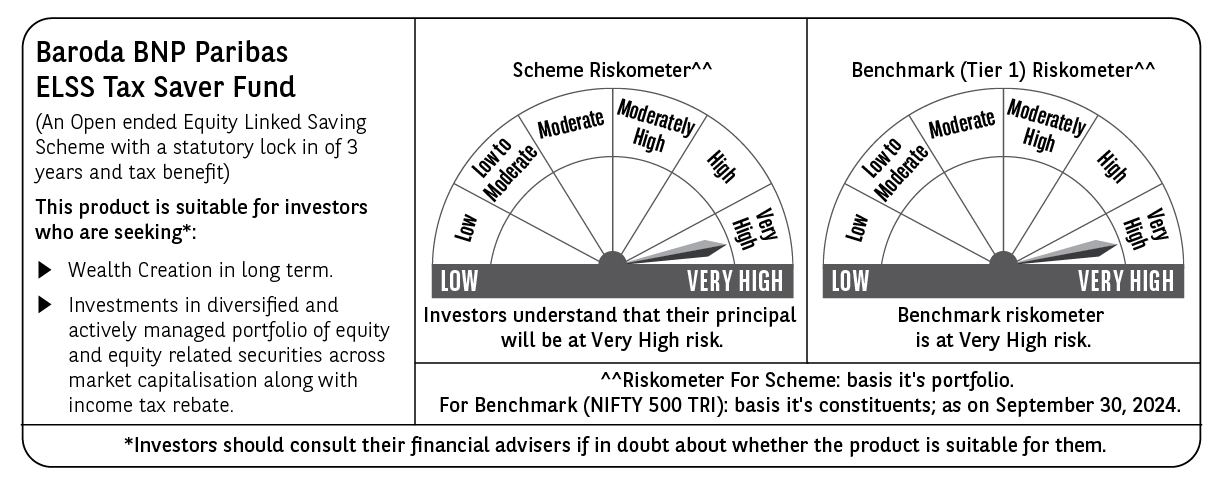 Baroda BNP Paribas
ELSS Tax Saver Fund
(An Open ended Equity Linked Saving
Scheme with a statutory lock in of 3
years and tax benefit)
This product is suitable for investors
who are seeking*:
Wealth Creation in long term.
Investments in diversified and
actively managed portfolio of equity
and equity related securities across
market capitalisation along with
income tax rebate.
Scheme Riskometer^^
Low
Low to
Moderate
Moderate
Moderately
High
High
Very
High
LOW
VERY HIGH
Investors understand that their principal
will be at Very High risk.
Benchmark (Tier 1) Riskometer^^
Low
Low to
Moderate
Moderate
Moderately
High
High
Very
High
LOW
VERY HIGH
Benchmark riskometer
is at Very High risk.
^^Riskometer For Scheme: basis it's portfolio.
For Benchmark (NIFTY 500 TRI): basis it's constituents; as on September 30, 2024.
*Investors should consult their financial advisers if in doubt about whether the product is suitable for them.